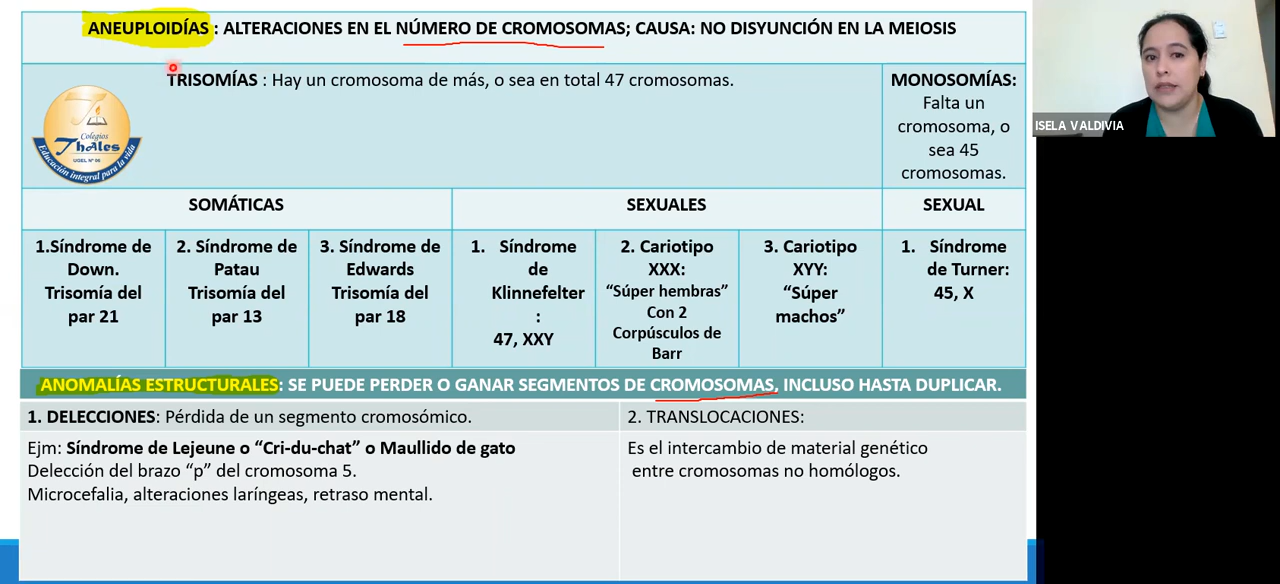 ANEUPLOIDÍAS : ALTERACIONES EN EL NÚMERO DE CROMOSOMAS; CAUSA: NO DISYUNCIÓN EN LA MEIOSIS
TRISOMÍAS : Hay un cromosoma de más, o sea en total 47 cromosomas.
MONOSOMÍAS:
Falta un
cromosoma, o
sea 45
cromosomas.
Colegios
Thales
UGEL Nº 06
Educación integral para la vida
SOMÁTICAS
SEXUALES
SEXUAL
1.Síndrome de
Down.
Trisomía del
par 21
2. Síndrome de
Patau
Trisomía del
par 13
3. Síndrome de
Edwards
Trisomía del
par 18
1. Síndrome
de
Klinnefelter
:
47, XXY
2. Cariotipo
XXX:
“Súper hembras”
Con 2
Corpúsculos de
Barr
3. Cariotipo
XYY:
“Súper
machos”
1. Síndrome
de Turner:
45, X
ANOMALÍAS ESTRUCTURALES: SE PUEDE PERDER O GANAR SEGMENTOS DE CROMOSOMAS, INCLUSO HASTA DUPLICAR.
1. DELECCIONES: Pérdida de un segmento cromosómico.
Ejm: Síndrome de Lejeune o “Cri-du-chat” o Maullido de gato
Delección del brazo “p” del cromosoma 5.
Microcefalia, alteraciones laríngeas, retraso mental.
2. TRANSLOCACIONES:
Es el intercambio de material genético
entre cromosomas no homólogos.
ISELA VALDIVIA